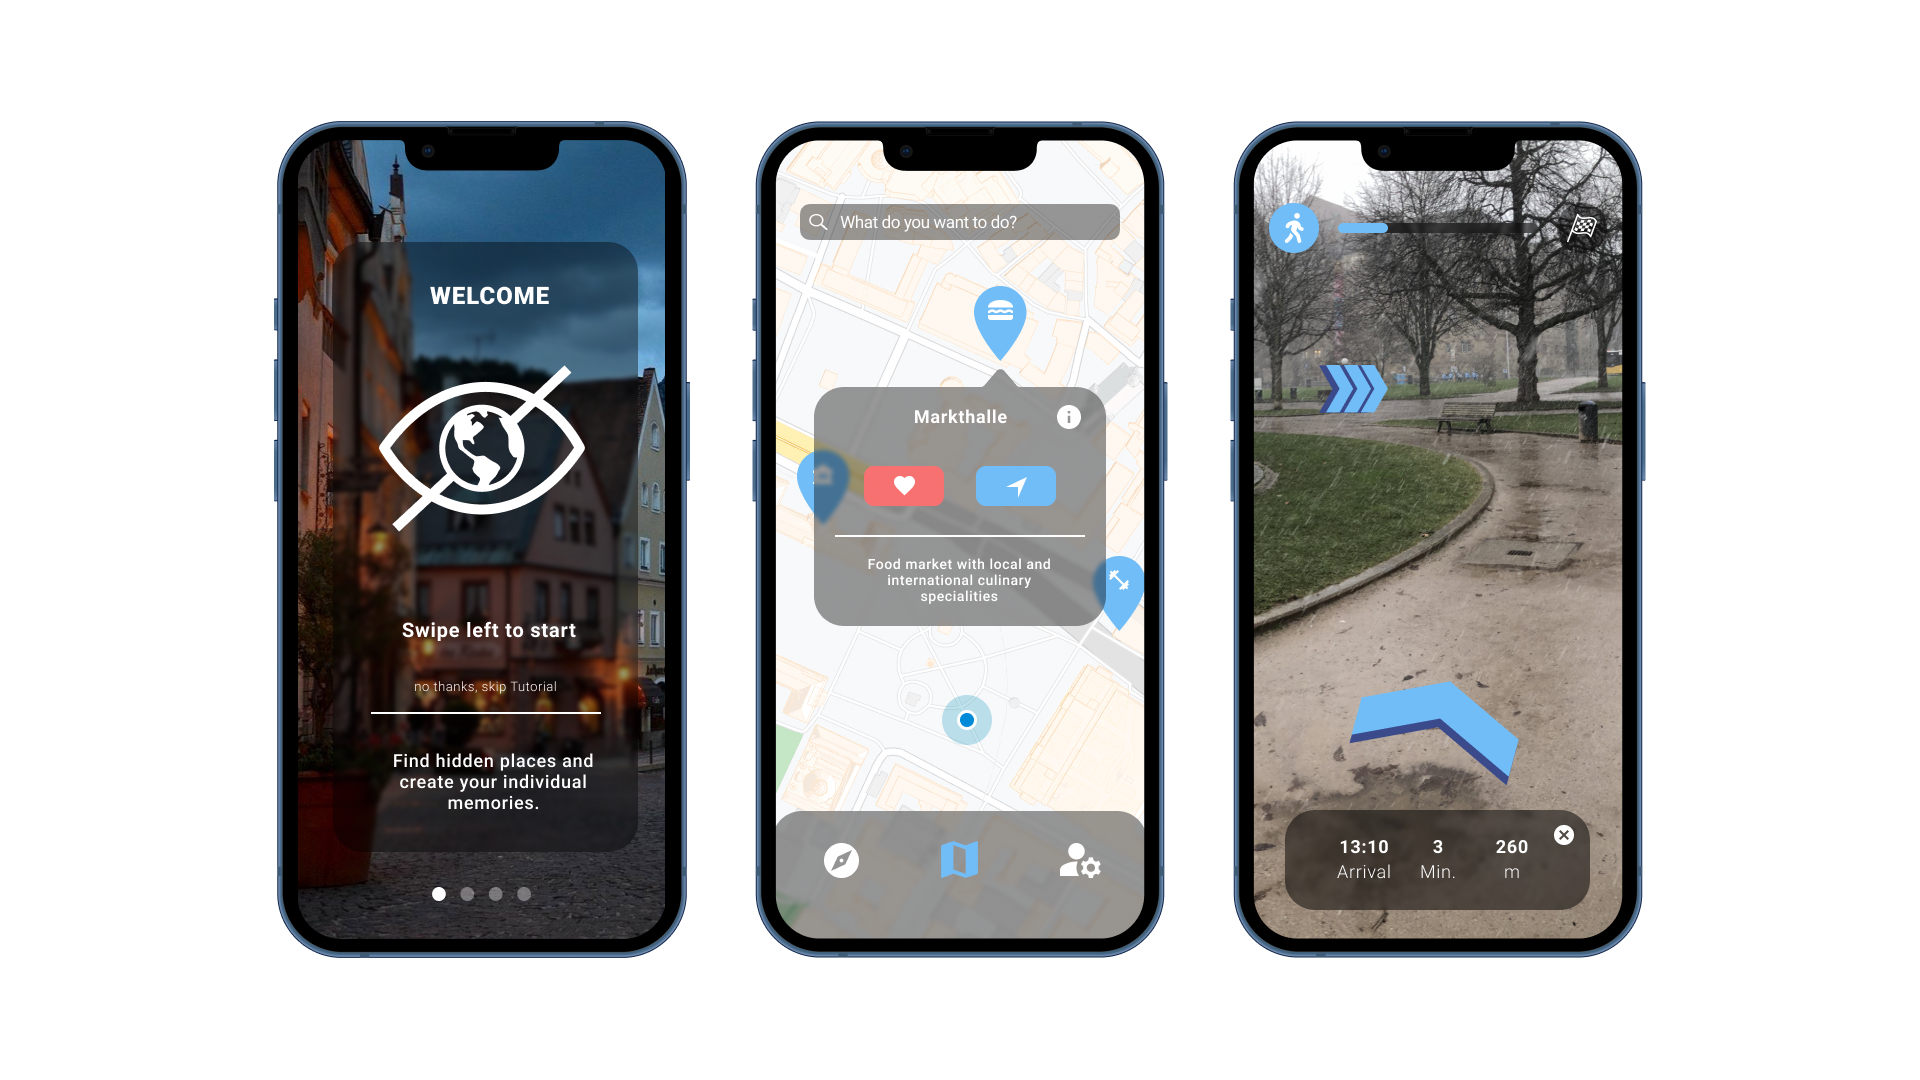 WELCOME
Swipe left to start
no thanks, skip Tutorial
Find hidden places and
create your individual
memories.
What do you want to do?
Markthalle
Food market with local and
international culinary
specialities
13:10 3 260
Arrival Min. m